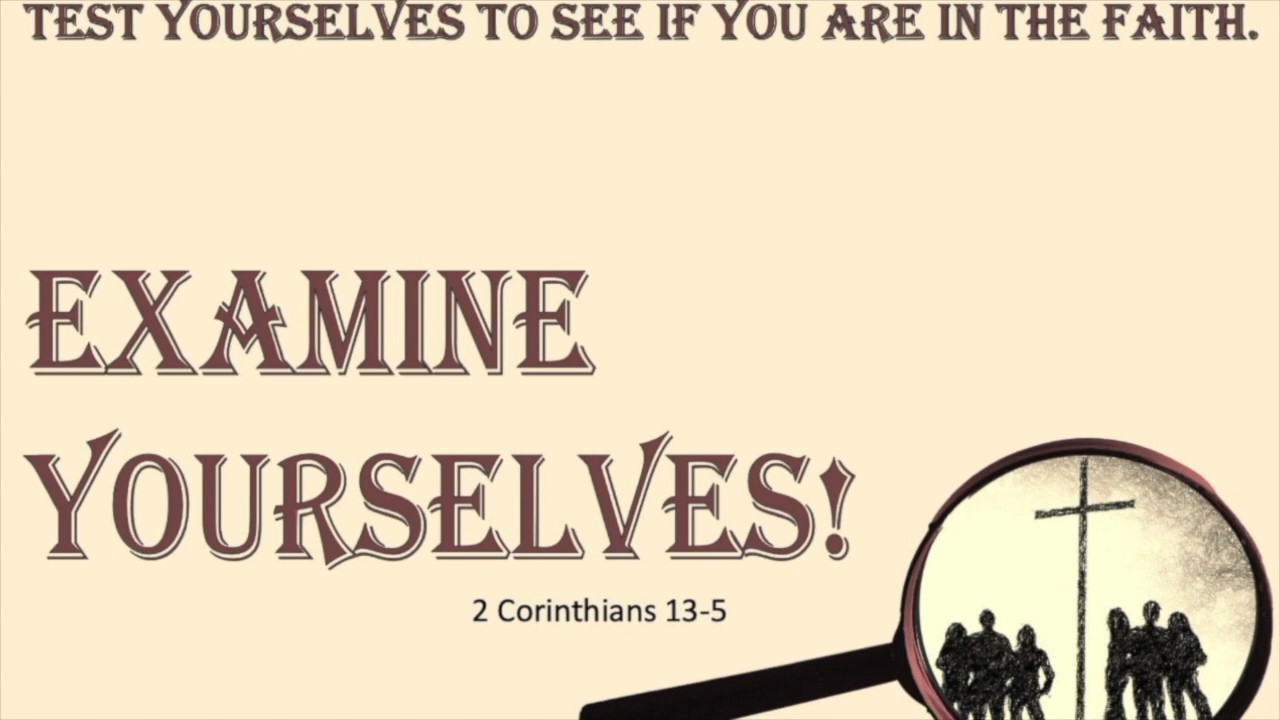 TEST YOURSELVES TO SEE IF YOU ARE IN THE FAITH.
EXAMINE
YOURSELVES!
2 Corinthians 13-5